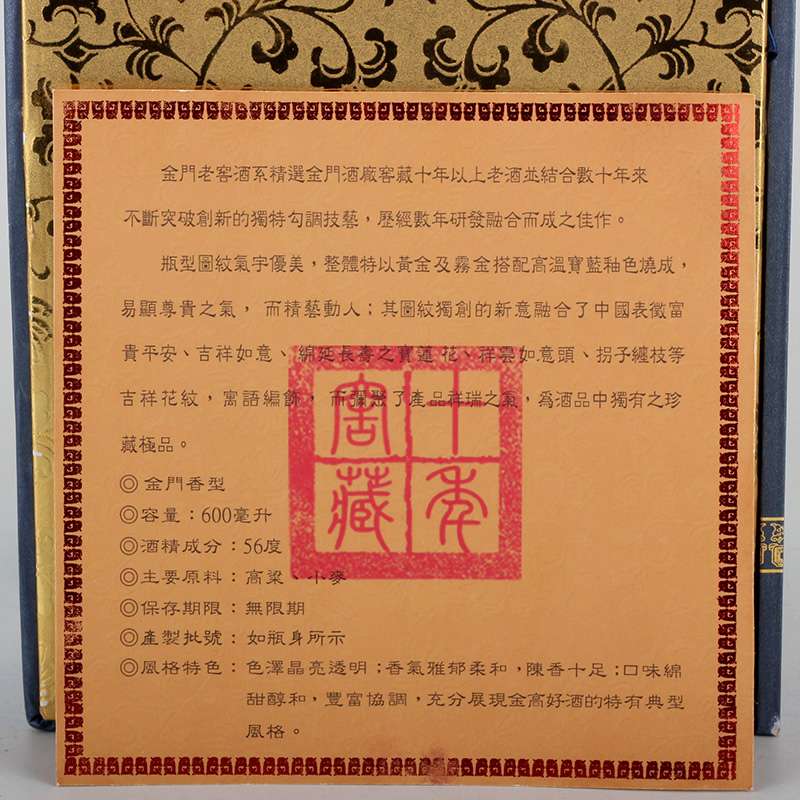 金門老窖酒系精選金門酒廠窖藏十年以上老酒並結合數十年來
不斷突破創新的獨特勾調技藝，歷經數年研發融合而成之佳作。
瓶型圖紋氣宇優美，整體特以黃金及霧金搭配高溫寶藍釉色燒成，
易顯尊貴之氣，而精藝動人；其圖紋獨創的新意融合了中國表徵富
貴平安、吉祥如意、綿延長壽之寶蓮花、祥雲如意頭、拐子纏枝等
吉祥花紋，寓語編飾，而彌聚了產品祥瑞之氣，為酒品中獨有之珍
藏極品。
◎金門香型
◎容量：600毫升
◎酒精成分：56度
◎主要原料：高粱、小麥
◎保存期限：無限期
◎產製批號：如瓶身所示
◎風格特色：色澤晶亮透明；香氣雅郁柔和，陳香十足；口味綿
甜醇和，豐富協調，充分展現金高好酒的特有典型
風格。
十年
窖藏